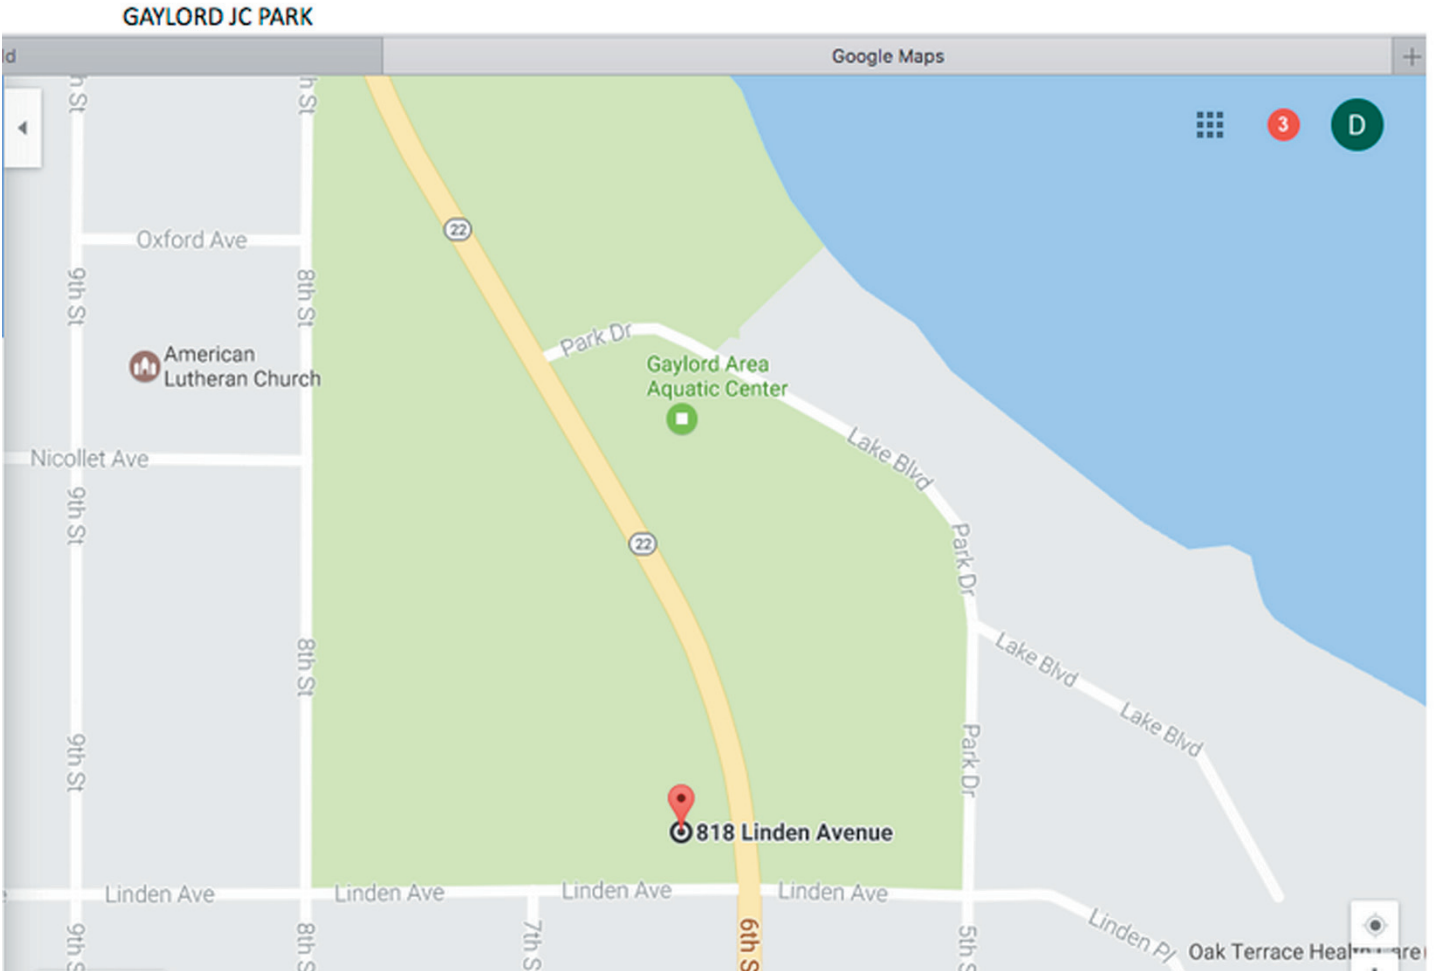 GAYLORD JC PARK
ld
Google Maps
+
h St
h St
3
D
22
Oxford Ave
9th St
8th St
Park Dr
American
Lutheran Church
Gaylord Area
Aquatic Center
Nicollet Ave
Lake Blvd
9th St
22
Park Dr
8th St
Lake Blvd
9th St
Lake Blvd
Park Dr
818 Linden Avenue
Linden Ave
Linden Ave
Linden Ave
Linden Ave
9th S
8th S
7th S
6th S
5th S
Linden Pl
Oak Terrace Health Care